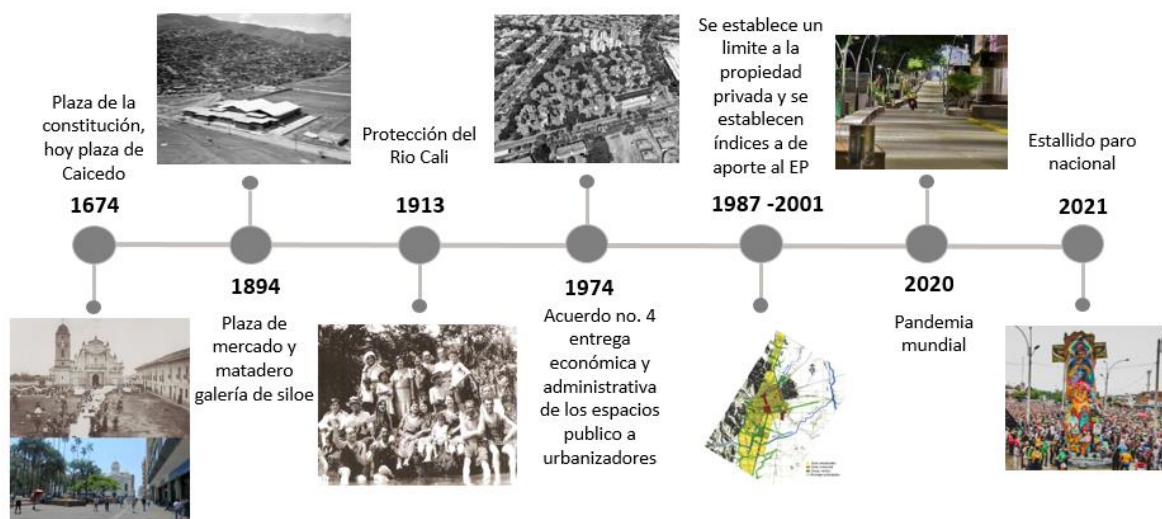 Plaza de la
constitución,
hoy plaza de
Caicedo
1674
1894
Plaza de
mercado y
matadero
galería de siloe
Protección del
Rio Cali
1913
1974
Acuerdo no. 4
entrega
económica y
administrativa
de los espacios
publico a
urbanizadores
Se establece un
limite a la
propiedad
privada y se
establecen
índices a de
aporte al EP
1987 -2001
2020
Pandemia
mundial
Estallido paro
nacional
2021